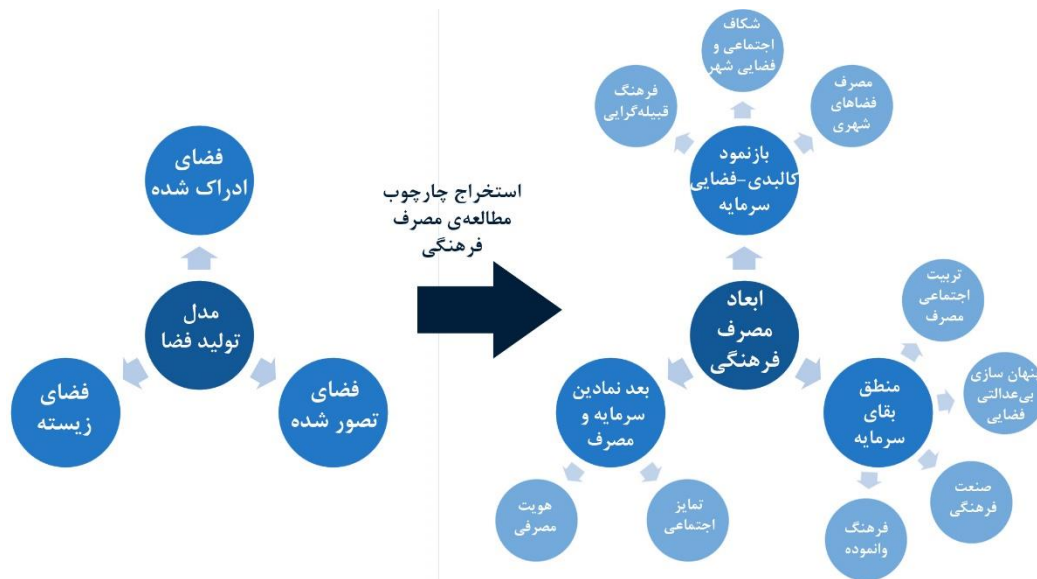 فضای
ادراک شده
مدل
تولید فضا
فضای
زیسته
فضای
تصور شده
استخراج چارچوب
مطالعه‌ی مصرف
فرهنگی
شکاف
اجتماعی و
فضایی شهر
فرهنگ
قبیله‌گرایی
مصرف
فضاهای
شهری
بازنمود
کالبدی-فضایی
سرمایه
ابعاد
مصرف
فرهنگی
تربیت
اجتماعی
مصرف
پنهان سازی
بی‌عدالتی
فضایی
منطق
بقای
سرمایه
صنعت
فرهنگی
فرهنگ
وانموده
بعد نمادین
سرمایه و
مصرف
تمایز
اجتماعی
هویت
مصرفی